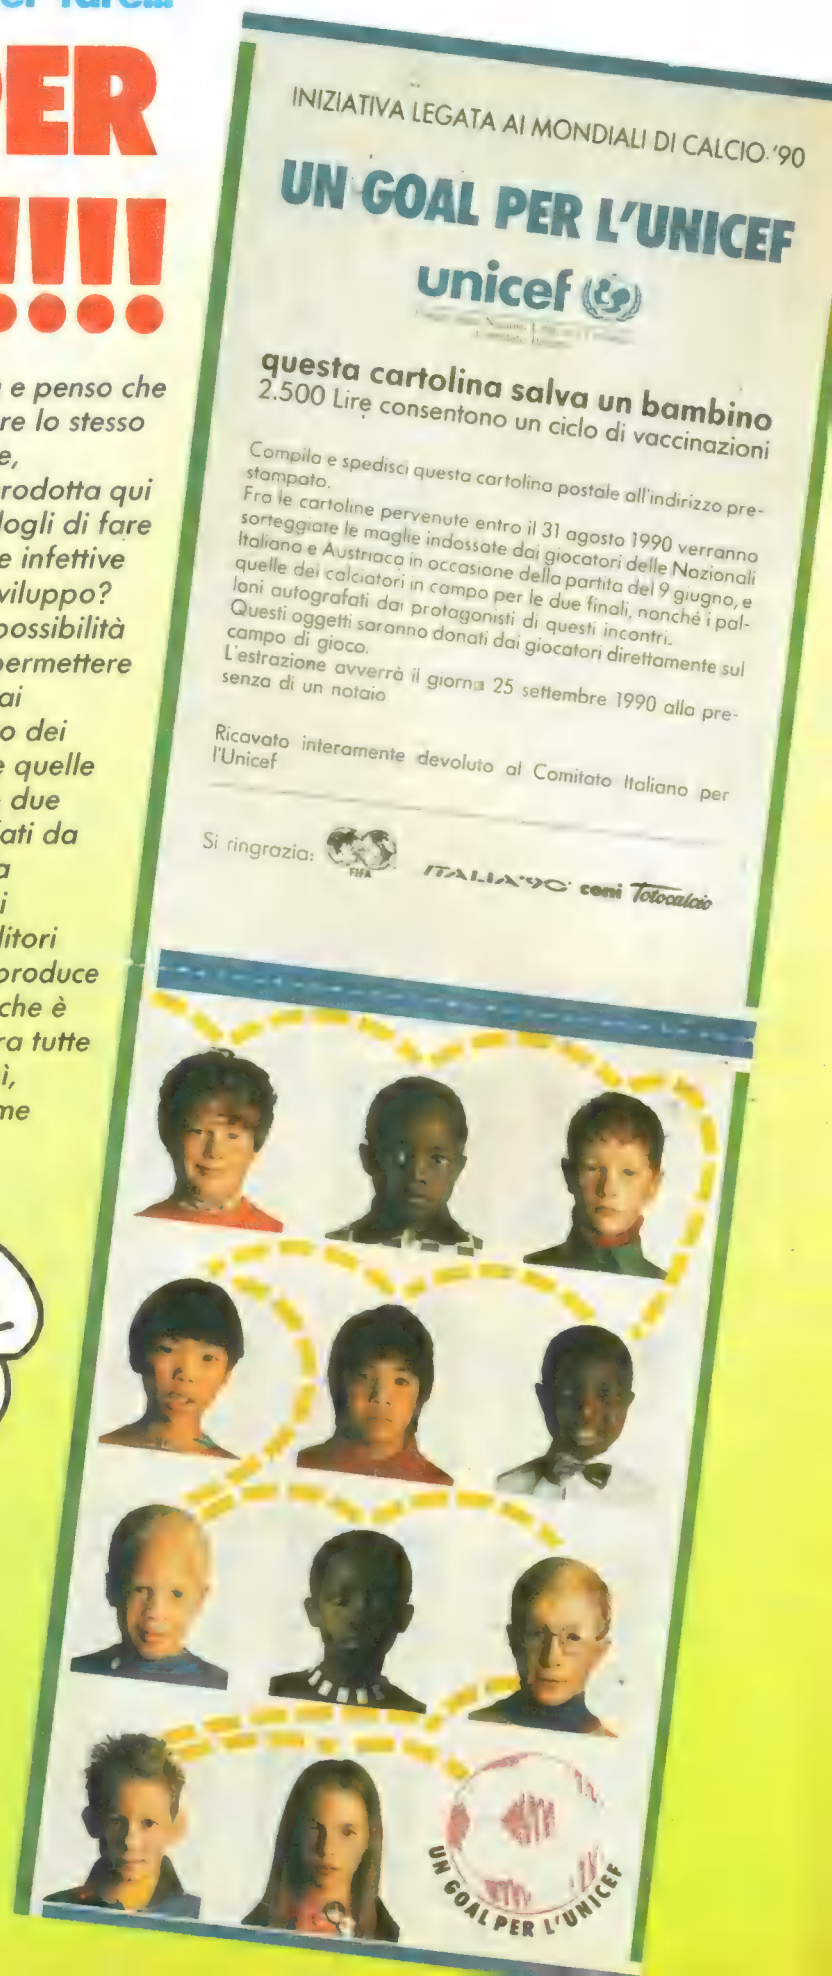 er fare...
PER
!!!!
e penso che
re lo stesso
e,
rodotta qui
dogli di fare
e infettive
viluppo?
possibilità
permettere
ai
o dei
e quelle
due
ati da
a
i
litori
produce
che è
ra tutte
ì,
me
INIZIATIVA LEGATA AI MONDIALI DI CALCIO '90
UN GOAL PER L'UNICEF
unicef
questa cartolina salva un bambino
2.500 Lire consentono un ciclo di vaccinazioni
Compila e spedisci questa cartolina postale all'indirizzo pre-
stampato.
Fra le cartoline pervenute entro il 31 agosto 1990 verranno
sorteggiate le maglie indossate dai giocatori delle Nazionali
Italiana e Austriaca in occasione della partita del 9 giugno, e
quelle dei calciatori in campo per le due finali, nonché i pal-
loni autografati dai protagonisti di questi incontri.
Questi oggetti saranno donati dai giocatori direttamente sul
campo di gioco.
L'estrazione avverrà il giorno 25 settembre 1990 alla pre-
senza di un notaio
Ricavato interamente devoluto al Comitato Italiano per
l'Unicef
Si ringrazia: FIFA ITALIA'90 coni Totocalcio
UN GOAL PER L'UNICEF